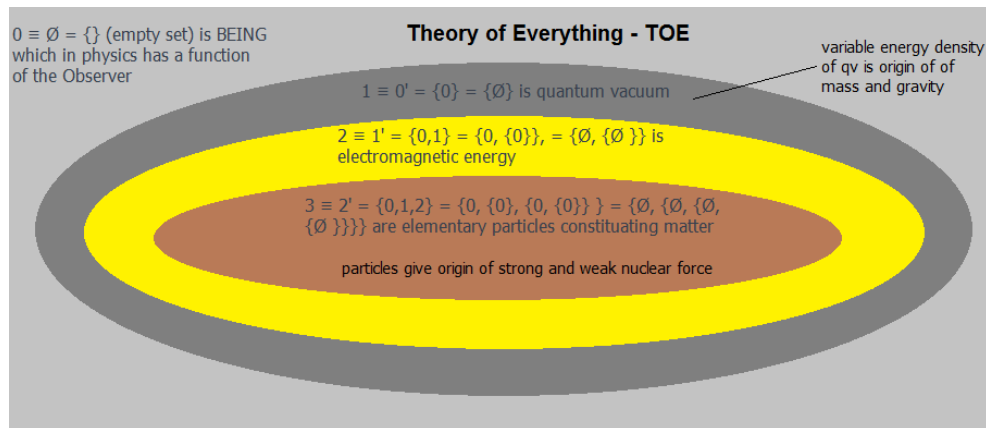 Theory of Everything - TOE
0 ≡ Ø = {} (empty set) is BEING
which in physics has a function
of the Observer
variable energy density
of qv is origin of of
mass and gravity
1 ≡ 0' = {0} = {Ø} is quantum vacuum
2 ≡ 1' = {0,1} = {0, {0}}, = {Ø, {Ø }} is
electromagnetic energy
3 ≡ 2' = {0,1,2} = {0, {0}, {0, {0}} } = {Ø, {Ø, {Ø,
{Ø }}}} are elementary particles constituating matter
particles give origin of strong and weak nuclear force